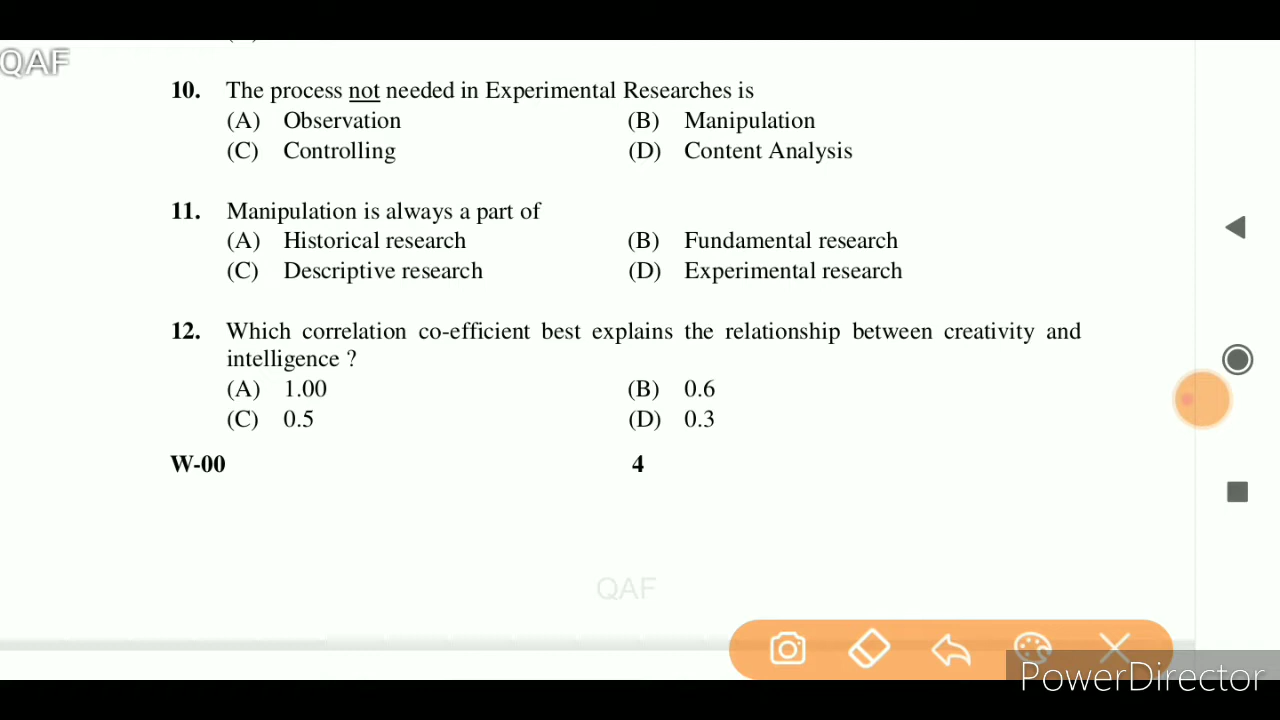 QAF
10. The process not needed in Experimental Researches is
(A) Observation (B) Manipulation
(C) Controlling (D) Content Analysis
11. Manipulation is always a part of
(A) Historical research (B) Fundamental research
(C) Descriptive research (D) Experimental research
12. Which correlation co-efficient best explains the relationship between creativity and
intelligence ?
(A) 1.00 (B) 0.6
(C) 0.5 (D) 0.3
W-00 4
QAF
PowerDirector